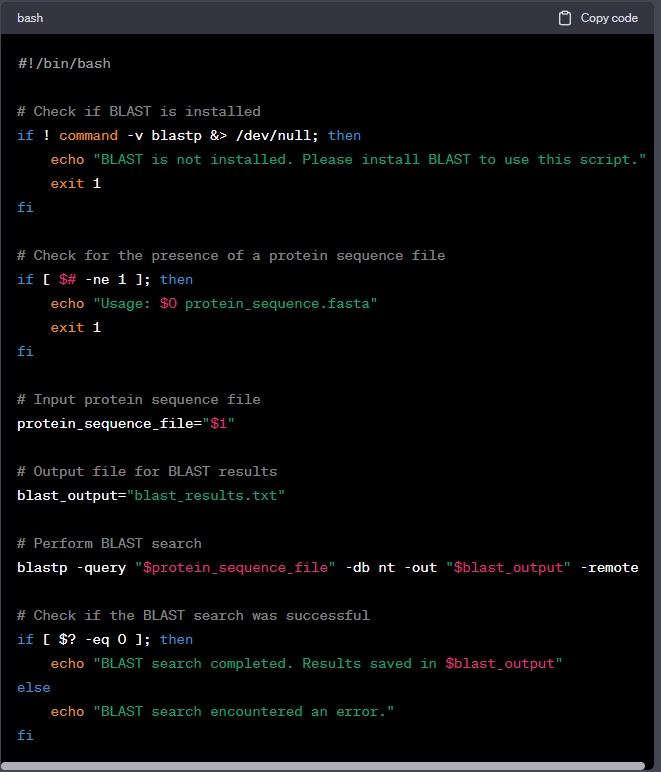 bash
Copy code
#!/bin/bash
# Check if BLAST is installed
if ! command -v blastp &> /dev/null; then
    echo "BLAST is not installed. Please install BLAST to use this script."
    exit 1
fi
# Check for the presence of a protein sequence file
if [ $# -ne 1 ]; then
    echo "Usage: $0 protein_sequence.fasta"
    exit 1
fi
# Input protein sequence file
protein_sequence_file="$1"
# Output file for BLAST results
blast_output="blast_results.txt"
# Perform BLAST search
blastp -query "$protein_sequence_file" -db nt -out "$blast_output" -remote
# Check if the BLAST search was successful
if [ $? -eq 0 ]; then
    echo "BLAST search completed. Results saved in $blast_output"
else
    echo "BLAST search encountered an error."
fi